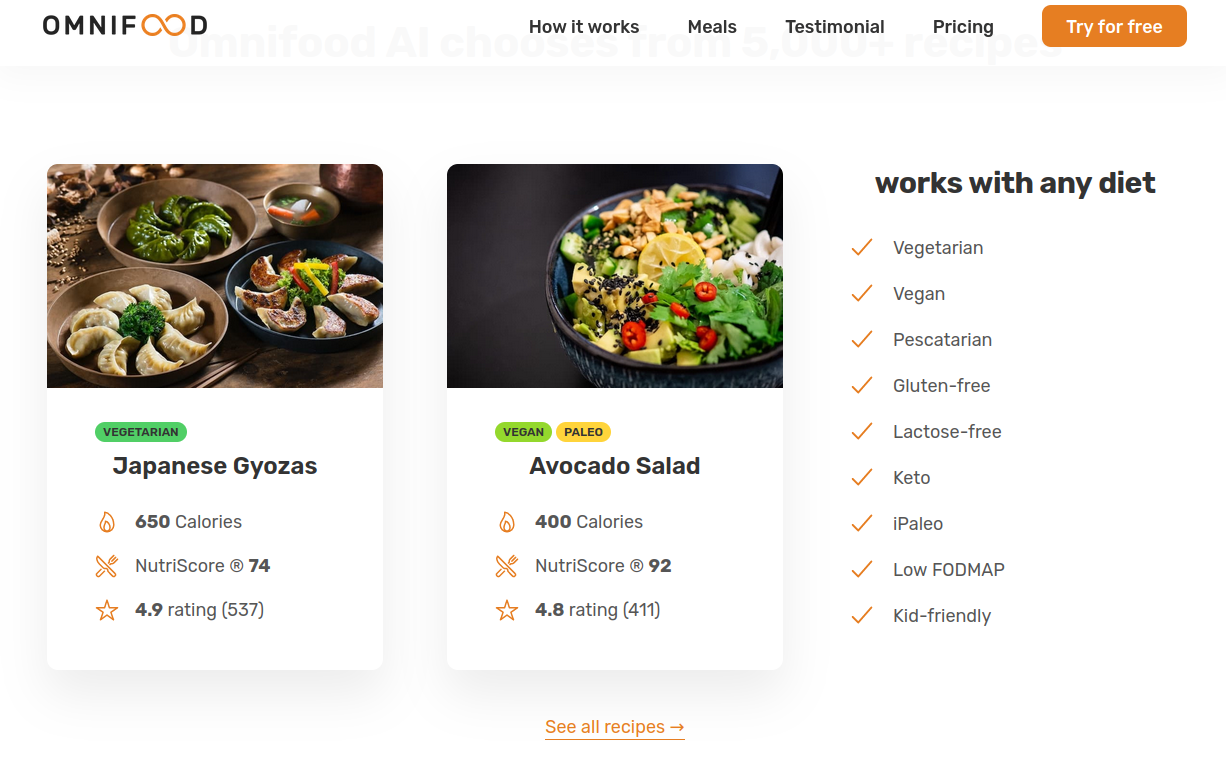 OMNIFOOD
How it works
Meals
Testimonial
Pricing
Try for free
Omnifood AI chooses from 5,000+ recipes
VEGETARIAN
Japanese Gyozas
650 Calories
NutriScore ® 74
4.9 rating (537)
VEGAN
PALEO
Avocado Salad
400 Calories
NutriScore ® 92
4.8 rating (411)
works with any diet
Vegetarian
Vegan
Pescatarian
Gluten-free
Lactose-free
Keto
iPaleo
Low FODMAP
Kid-friendly
See all recipes →